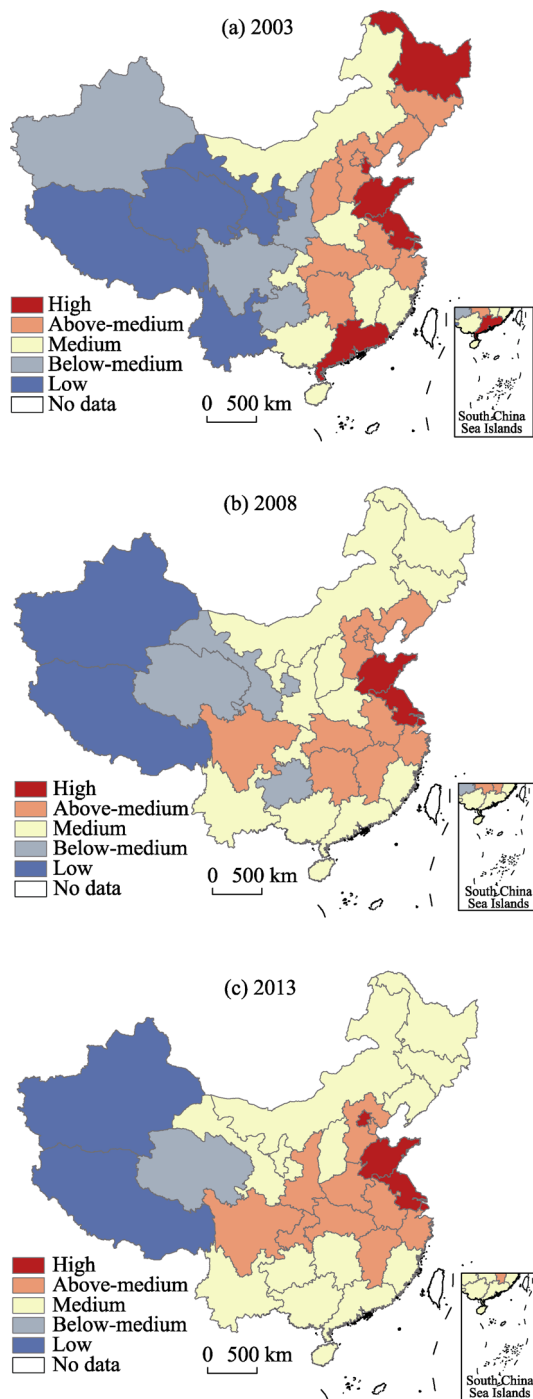 (a) 2003
High
Above-medium
Medium
Below-medium
Low
No data
0 500 km
South China
Sea Islands
(b) 2008
High
Above-medium
Medium
Below-medium
Low
No data
0 500 km
South China
Sea Islands
(c) 2013
High
Above-medium
Medium
Below-medium
Low
No data
0 500 km
South China
Sea Islands